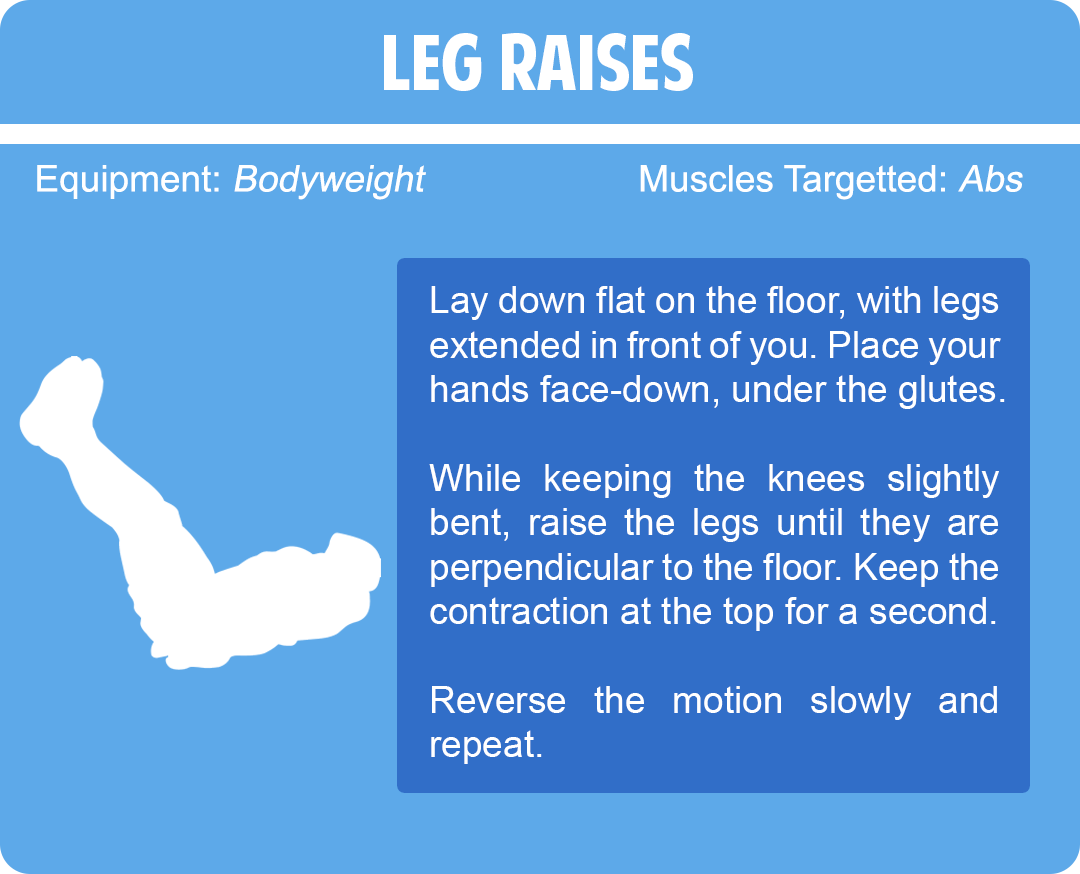 LEG RAISES
Equipment: Bodyweight
Muscles Targetted: Abs
Lay down flat on the floor, with legs
extended in front of you. Place your
hands face-down, under the glutes.
While keeping the knees slightly
bent, raise the legs until they are
perpendicular to the floor. Keep the
contraction at the top for a second.
Reverse the motion slowly and
repeat.